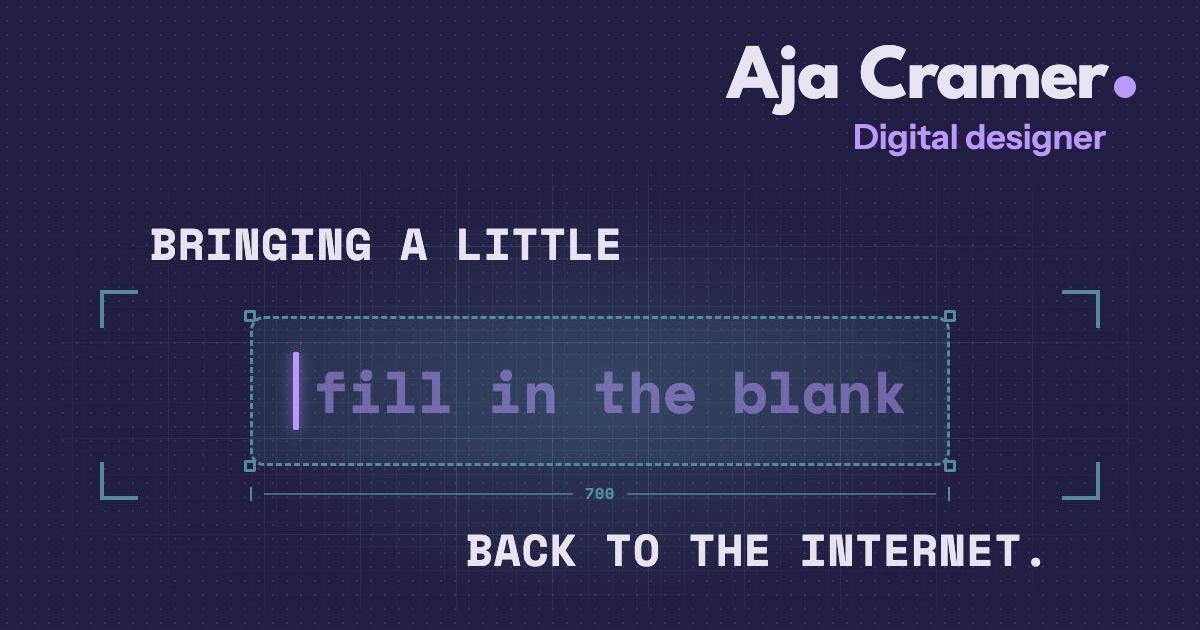 Aja Cramer.
Digital designer
BRINGING A LITTLE
fill in the blank
700
BACK TO THE INTERNET.